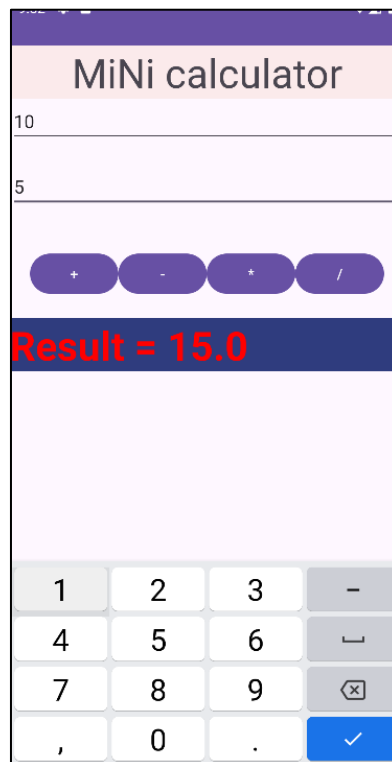 MiNi calculator
10
5
+ - * /
Result = 15.0
1 2 3 -
4 5 6
7 8 9
, 0 .